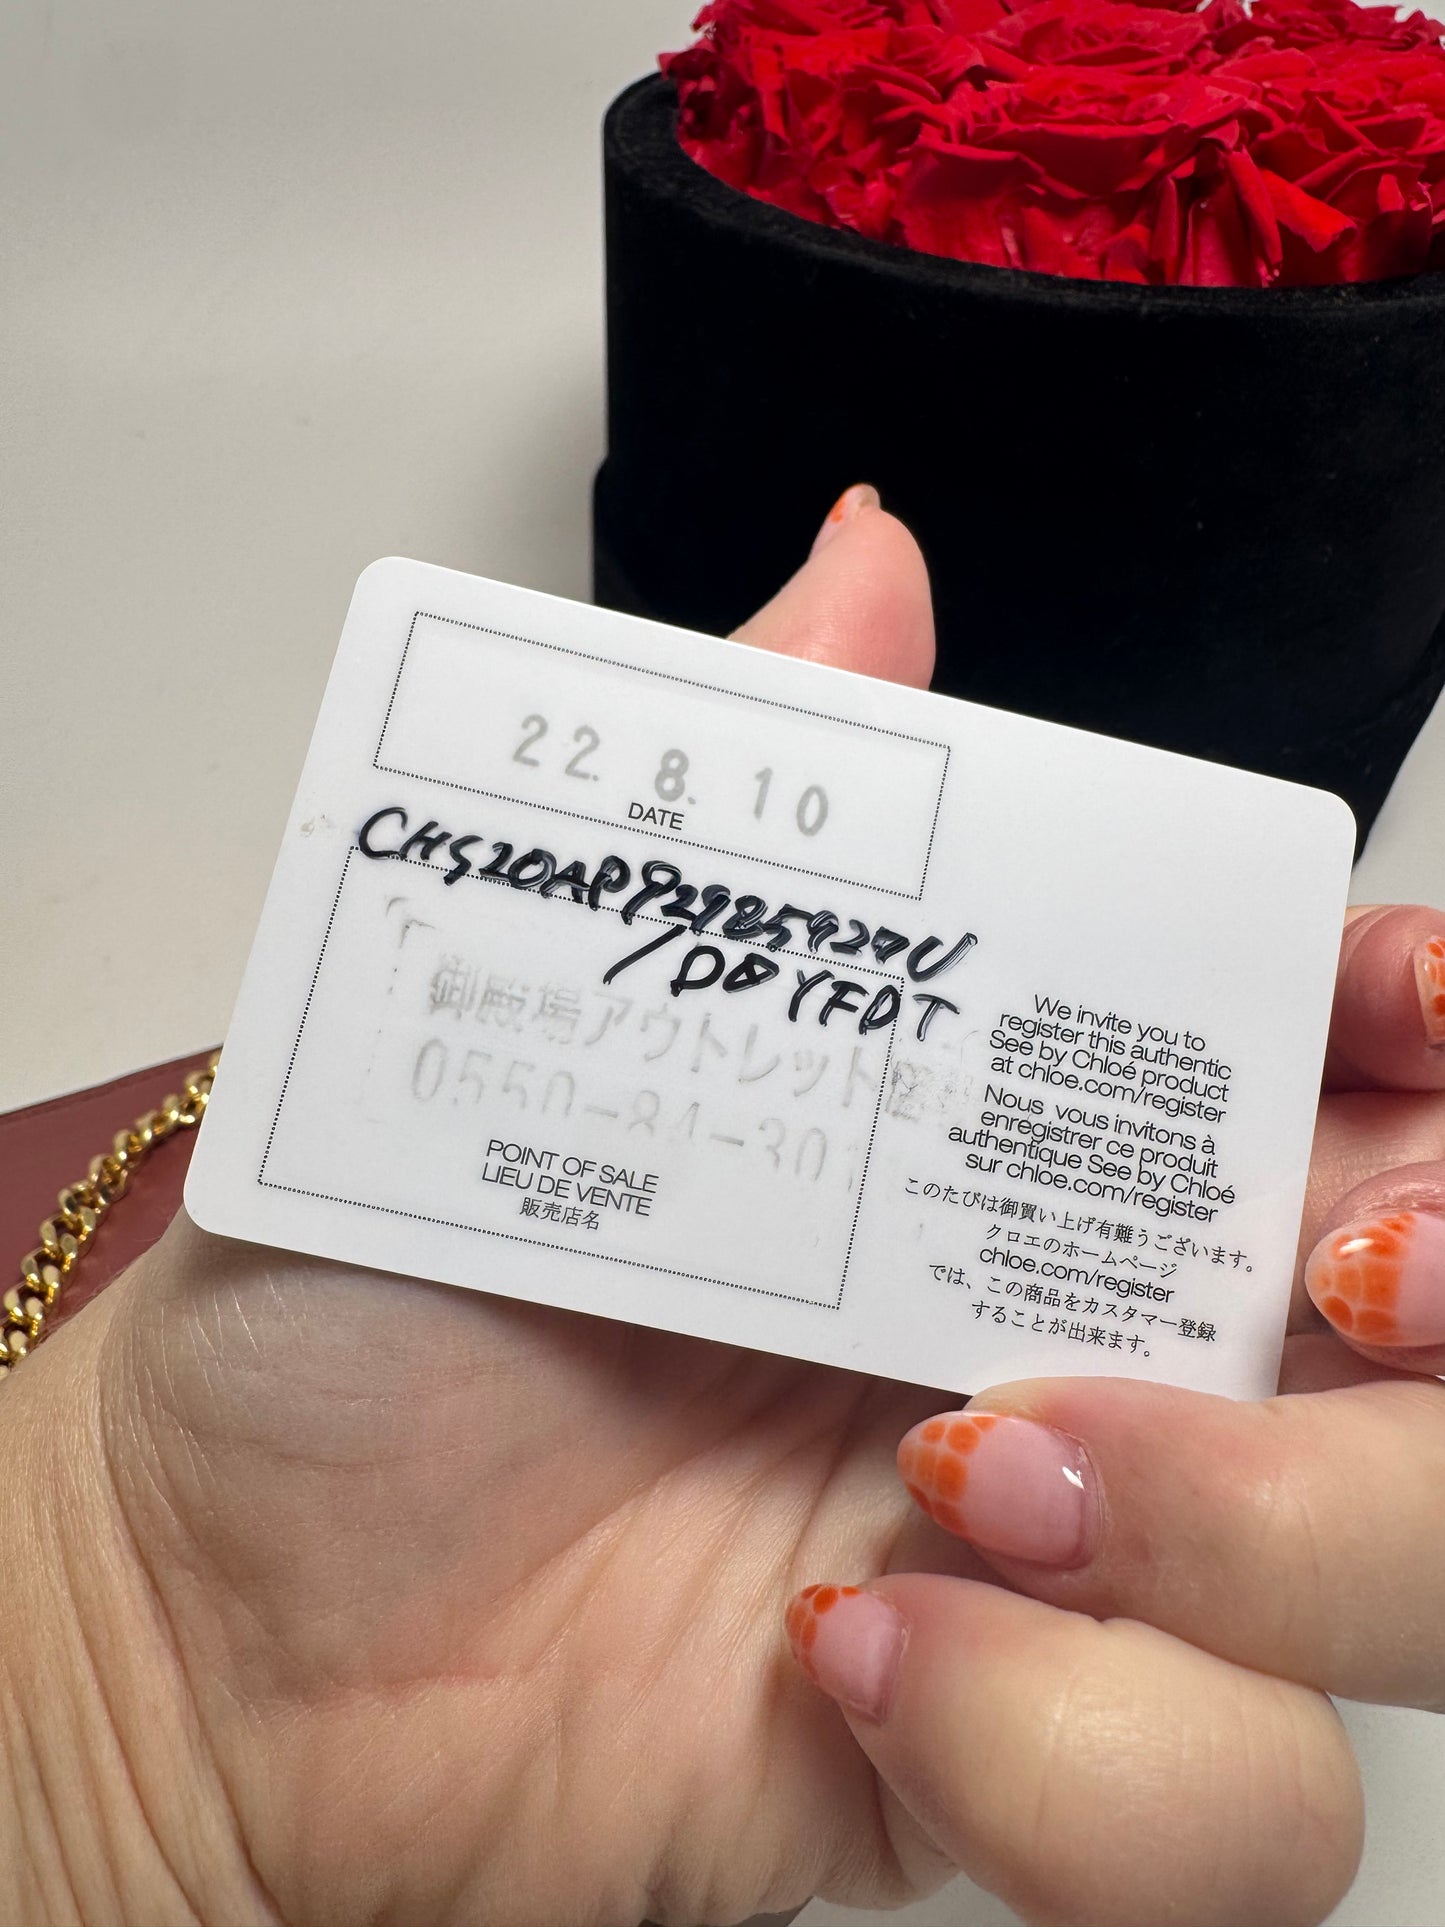 22. 8. 10
DATE
CHS20AP92985927U
/D0YFDT
御殿場アウトレット
0550-84-301
POINT OF SALE
LIEU DE VENTE
販売店名
We invite you to
register this authentic
See by Chloé product
at chloe.com/register
Nous vous invitons à
enregistrer ce produit
authentique See by Chloé
sur chloe.com/register
このたびは御買い上げ有難うございます。
クロエのホームページ
chloe.com/register
では、この商品をカスタマー登録
することが出来ます。